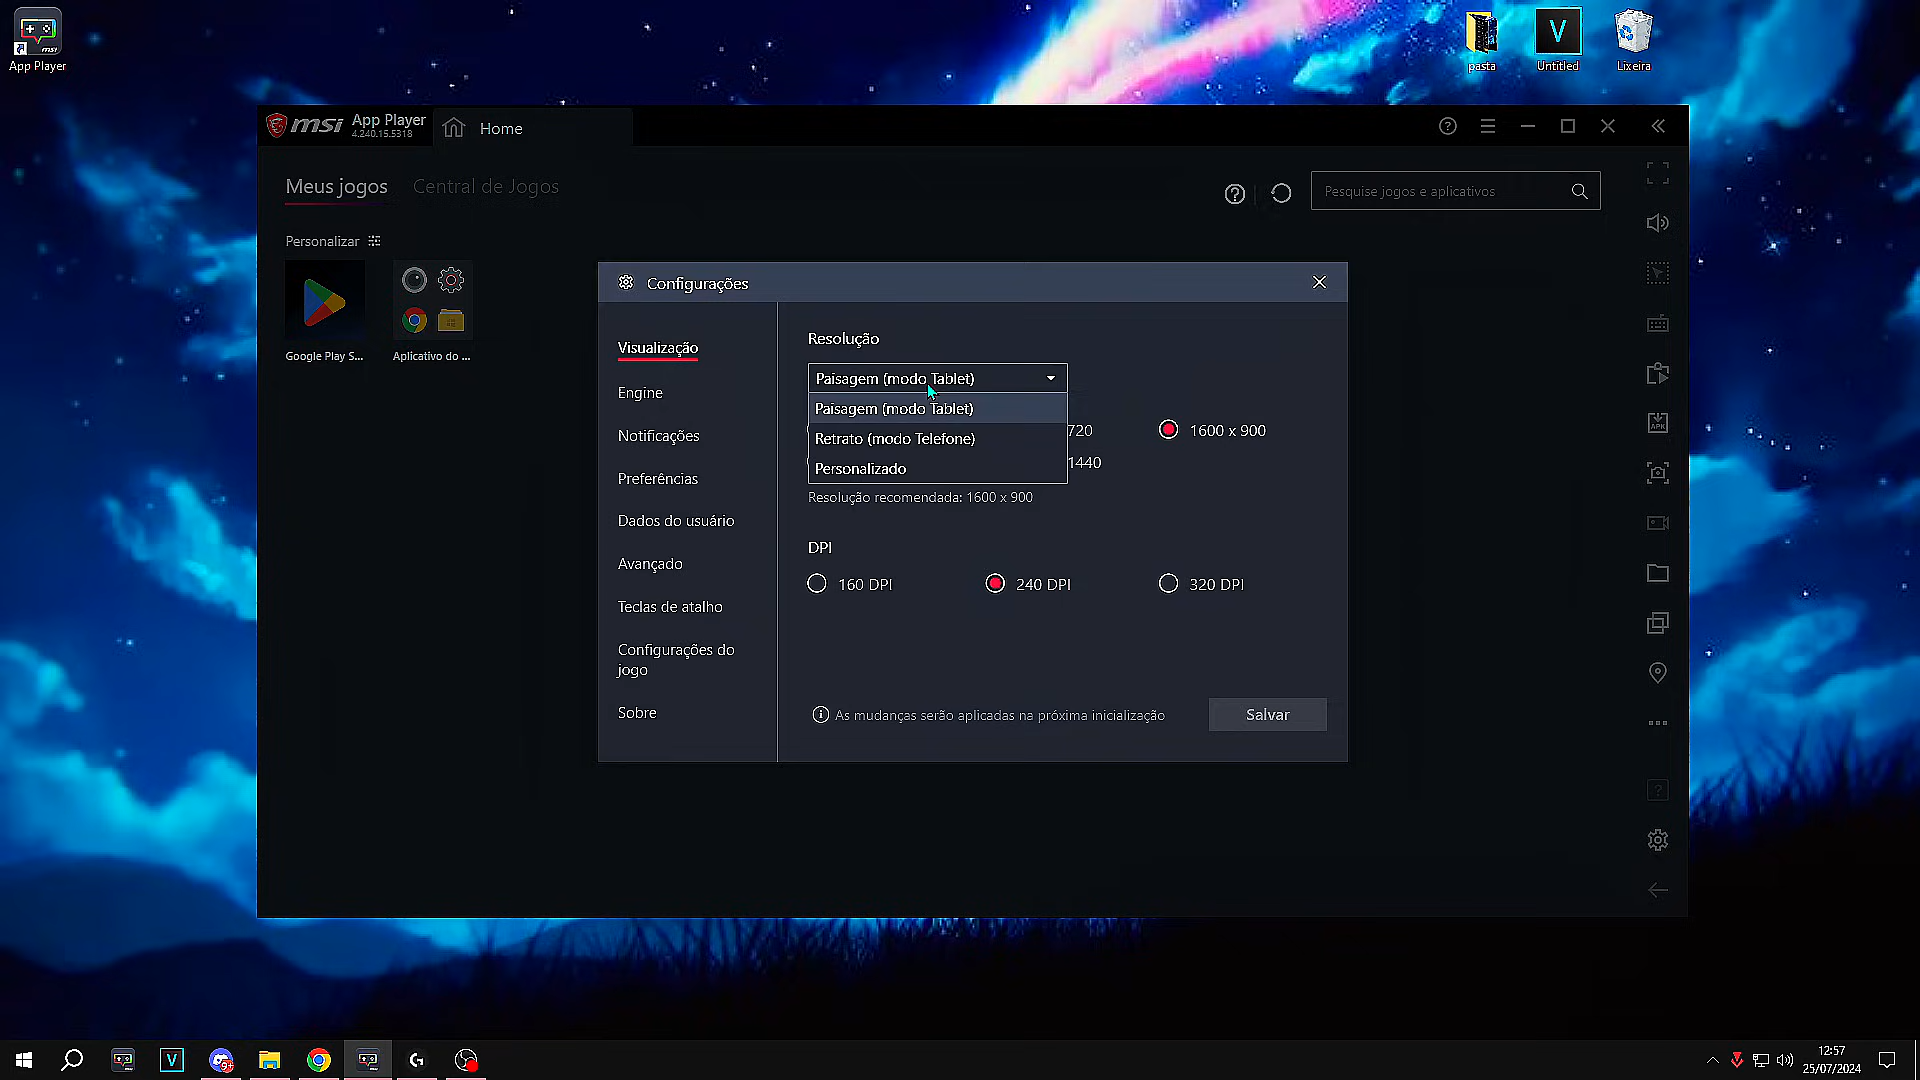 App Player
pasta
Untitled
Lixeira
msi App Player
4.240.15.5318
Home
Meus jogos
Central de Jogos
Pesquise jogos e aplicativos
Personalizar
Google Play S...
Aplicativo do ...
Configurações
Visualização
Engine
Notificações
Preferências
Dados do usuário
Avançado
Teclas de atalho
Configurações do
jogo
Sobre
Resolução
Paisagem (modo Tablet)
Paisagem (modo Tablet)
Retrato (modo Telefone)
Personalizado
720
1600 x 900
1440
Resolução recomendada: 1600 x 900
DPI
160 DPI
240 DPI
320 DPI
As mudanças serão aplicadas na próxima inicialização
Salvar
APK
9+
12:57
25/07/2024